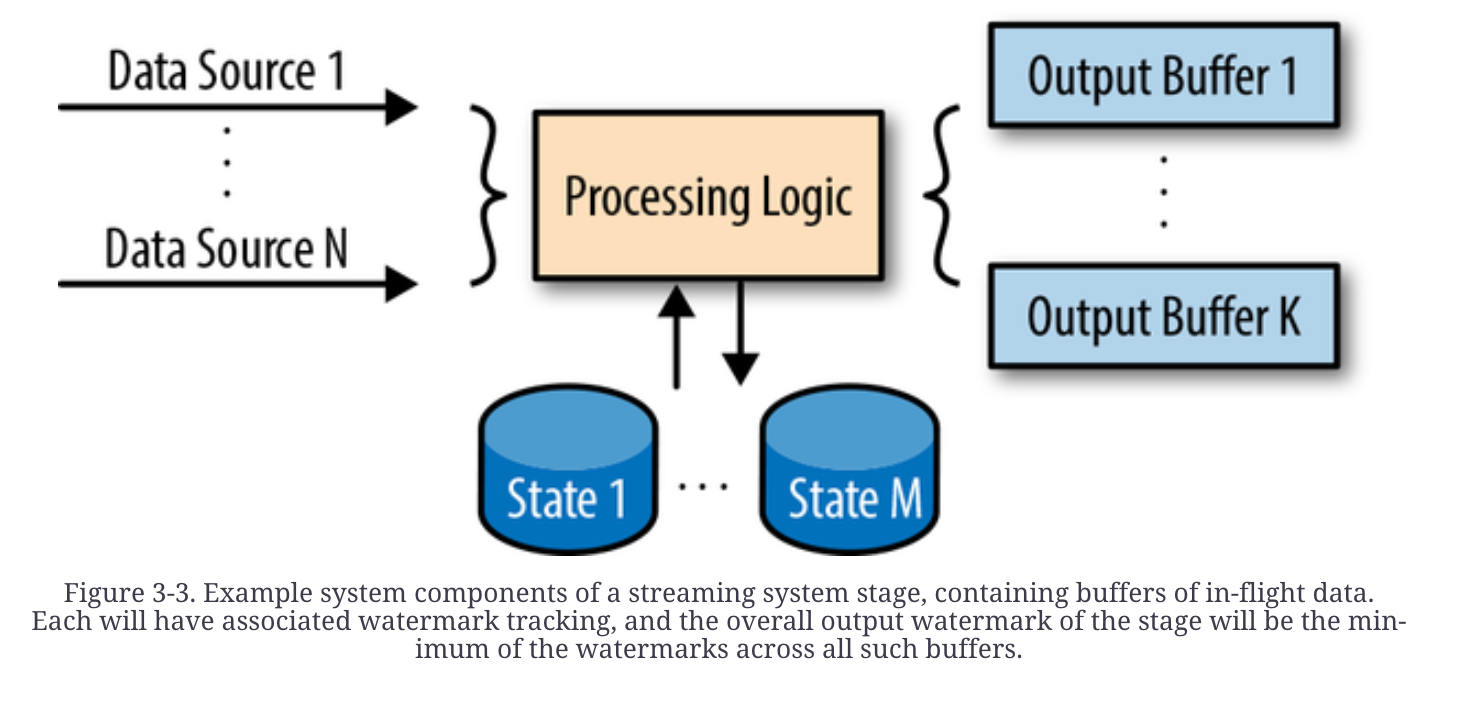 Data Source 1
Data Source N
Processing Logic
Output Buffer 1
Output Buffer K
State 1
...
State M
Figure 3-3. Example system components of a streaming system stage, containing buffers of in-flight data.
Each will have associated watermark tracking, and the overall output watermark of the stage will be the min-
imum of the watermarks across all such buffers.